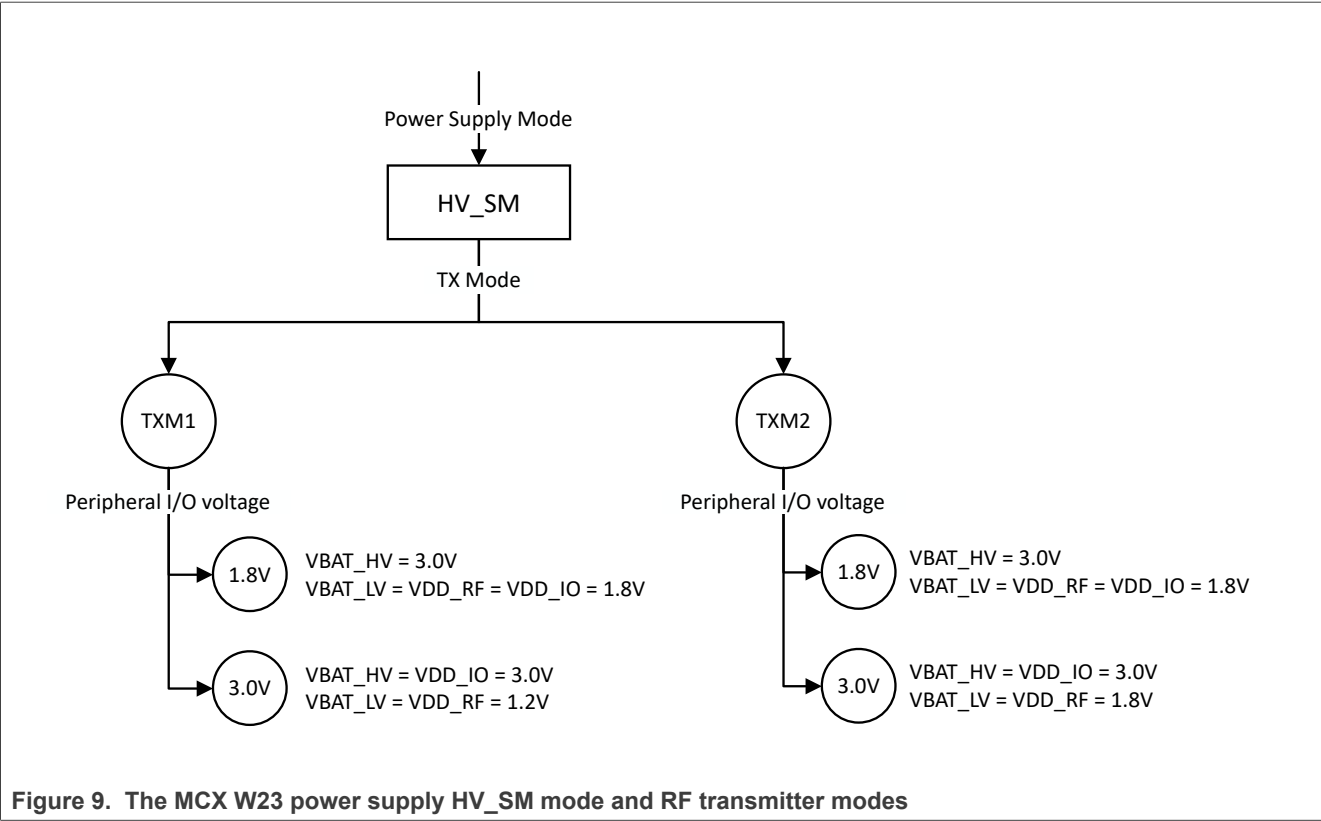 Power Supply Mode
HV_SM
TX Mode
TXM1
TXM2
Peripheral I/O voltage
Peripheral I/O voltage
1.8V
VBAT_HV = 3.0V
VBAT_LV = VDD_RF = VDD_IO = 1.8V
3.0V
VBAT_HV = VDD_IO = 3.0V
VBAT_LV = VDD_RF = 1.2V
1.8V
VBAT_HV = 3.0V
VBAT_LV = VDD_RF = VDD_IO = 1.8V
3.0V
VBAT_HV = VDD_IO = 3.0V
VBAT_LV = VDD_RF = 1.8V
Figure 9. The MCX W23 power supply HV_SM mode and RF transmitter modes